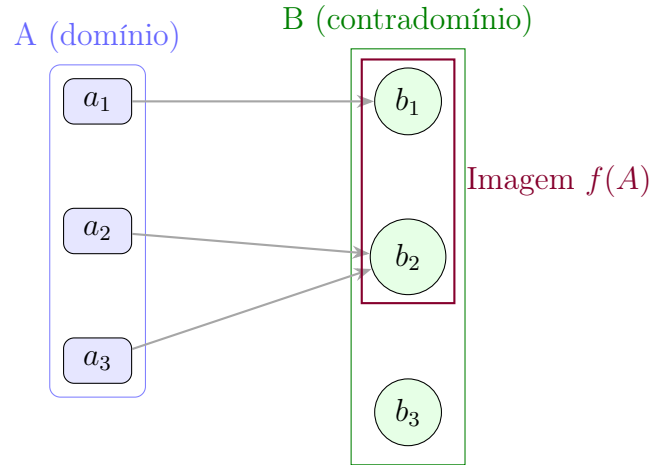 A (domínio)
B (contradomínio)
a₁
b₁
Imagem f(A)
a₂
b₂
a₃
b₃